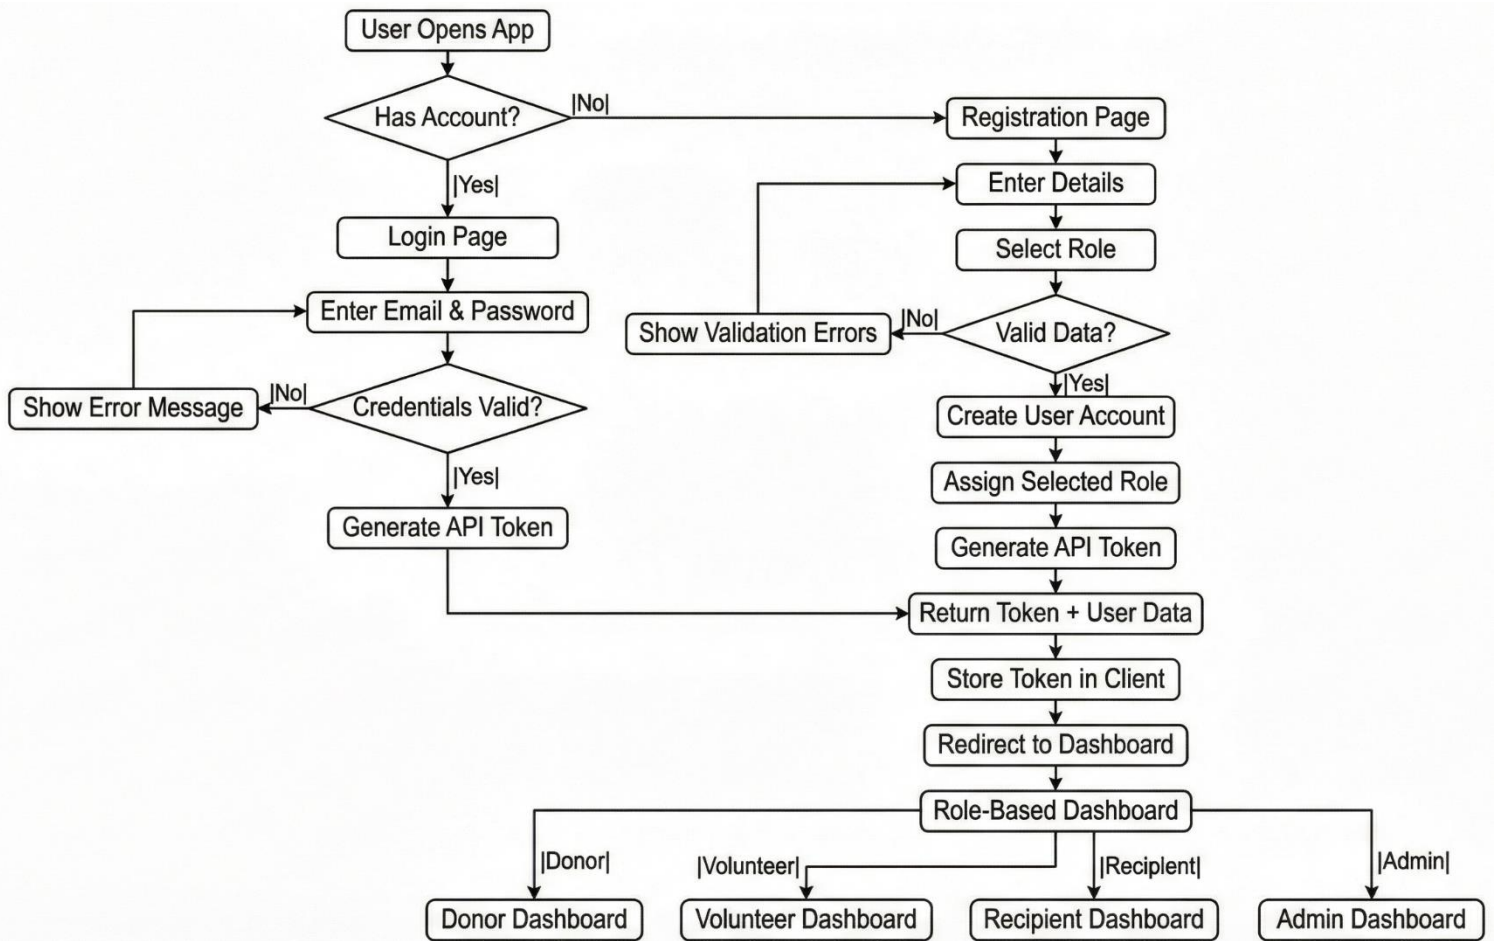 User Opens App
Has Account?
|No|
Registration Page
|Yes|
Enter Details
Login Page
Select Role
Enter Email & Password
Show Validation Errors
|No|
Valid Data?
|Yes|
Show Error Message
|No|
Credentials Valid?
Create User Account
|Yes|
Assign Selected Role
Generate API Token
Generate API Token
Return Token + User Data
Store Token in Client
Redirect to Dashboard
Role-Based Dashboard
|Donor|
|Volunteer|
|Recipient|
|Admin|
Donor Dashboard
Volunteer Dashboard
Recipient Dashboard
Admin Dashboard